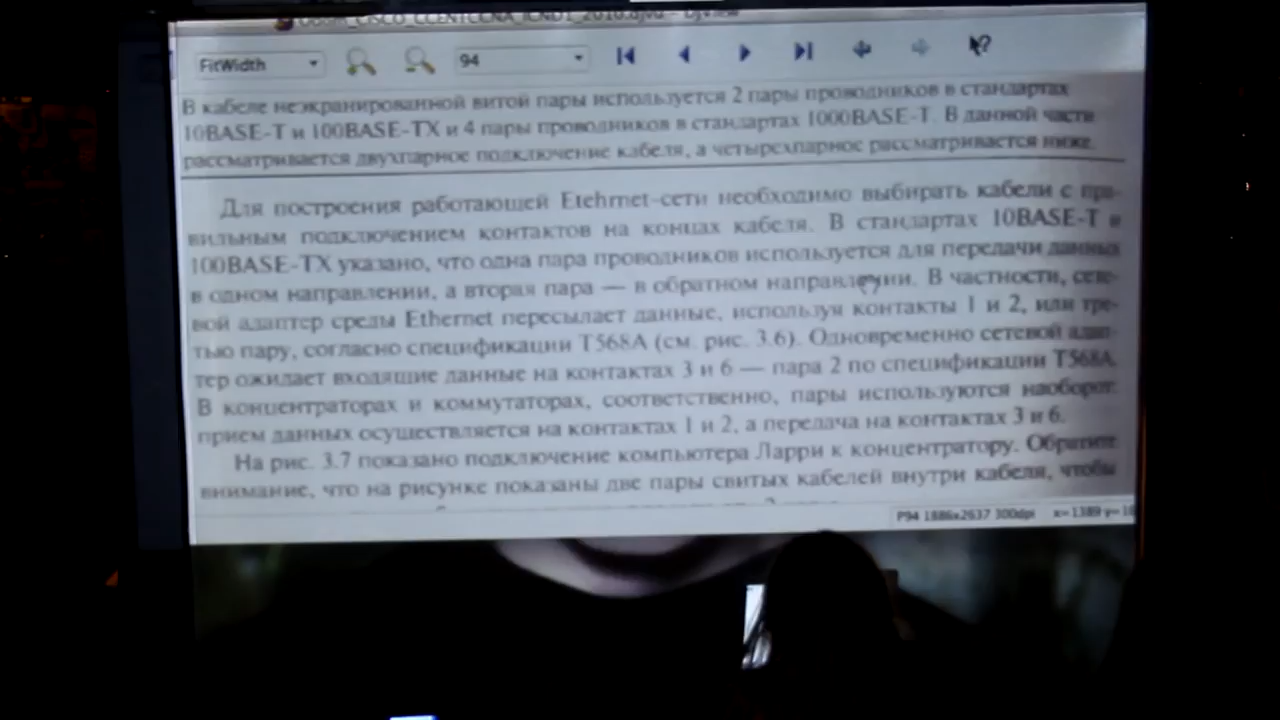 Odom_CISCO_CCENTCCNA_ICND1_2010.djvu - DjView
FitWidth
94
В кабеле неэкранированной витой пары используется 2 пары проводников в стандартах
10BASE-T и 100BASE-TX и 4 пары проводников в стандартах 1000BASE-T. В данной части
рассматривается двухпарное подключение кабеля, а четырехпарное рассматривается ниже.
Для построения работающей Etehrnet-сети необходимо выбирать кабели с пра-
вильным подключением контактов на концах кабеля. В стандартах 10BASE-T и
100BASE-TX указано, что одна пара проводников используется для передачи данных
в одном направлении, а вторая пара — в обратном направлении. В частности, сете-
вой адаптер среды Ethernet пересылает данные, используя контакты 1 и 2, или тре-
тью пару, согласно спецификации T568A (см. рис. 3.6). Одновременно сетевой адап-
тер ожидает входящие данные на контактах 3 и 6 — пара 2 по спецификации T568A.
В концентраторах и коммутаторах, соответственно, пары используются наоборот:
прием данных осуществляется на контактах 1 и 2, а передача на контактах 3 и 6.
На рис. 3.7 показано подключение компьютера Ларри к концентратору. Обратите
внимание, что на рисунке показаны две пары свитых кабелей внутри кабеля, чтобы
P94 1886x2637 300dpi x=1389 y=18